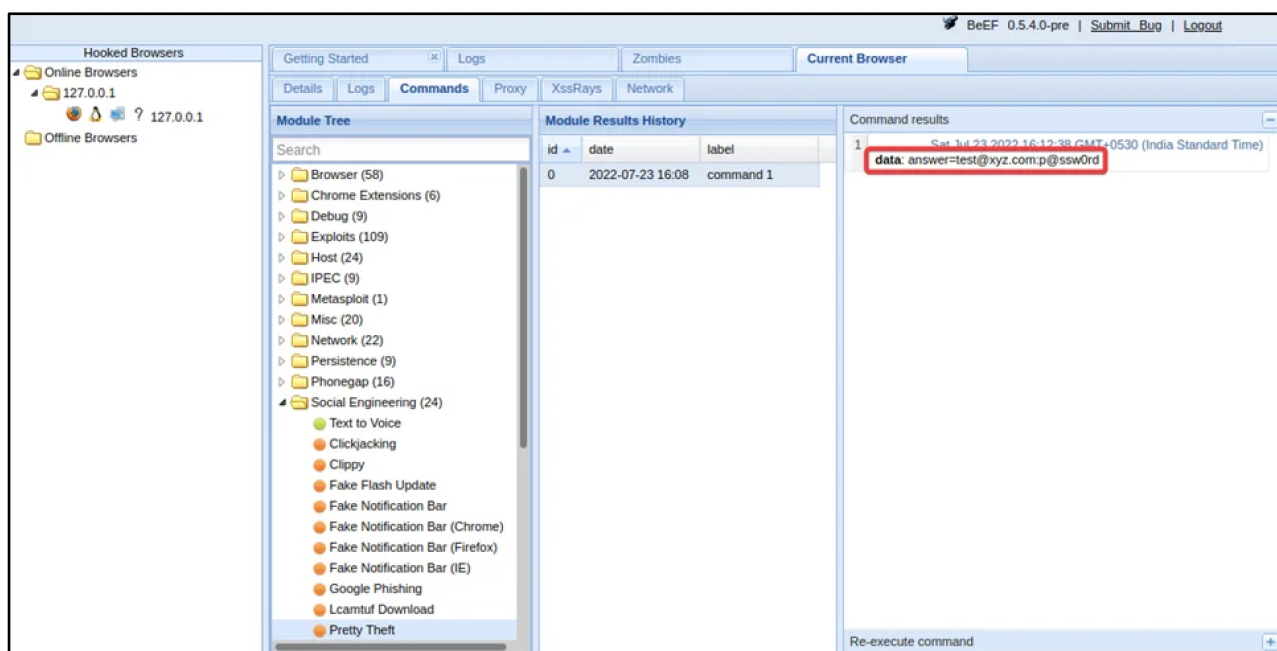 BeEF 0.5.4.0-pre | Submit Bug | Logout
Hooked Browsers
Online Browsers
127.0.0.1
? 127.0.0.1
Offline Browsers
Getting Started
Logs
Zombies
Current Browser
Details
Logs
Commands
Proxy
XssRays
Network
Module Tree
Search
Browser (58)
Chrome Extensions (6)
Debug (9)
Exploits (109)
Host (24)
IPEC (9)
Metasploit (1)
Misc (20)
Network (22)
Persistence (9)
Phonegap (16)
Social Engineering (24)
Text to Voice
Clickjacking
Clippy
Fake Flash Update
Fake Notification Bar
Fake Notification Bar (Chrome)
Fake Notification Bar (Firefox)
Fake Notification Bar (IE)
Google Phishing
Lcamtuf Download
Pretty Theft
Module Results History
id date label
0 2022-07-23 16:08 command 1
Command results
1 Sat Jul 23 2022 16:12:38 GMT+0530 (India Standard Time)
data: answer=test@xyz.com:p@ssw0rd
Re-execute command